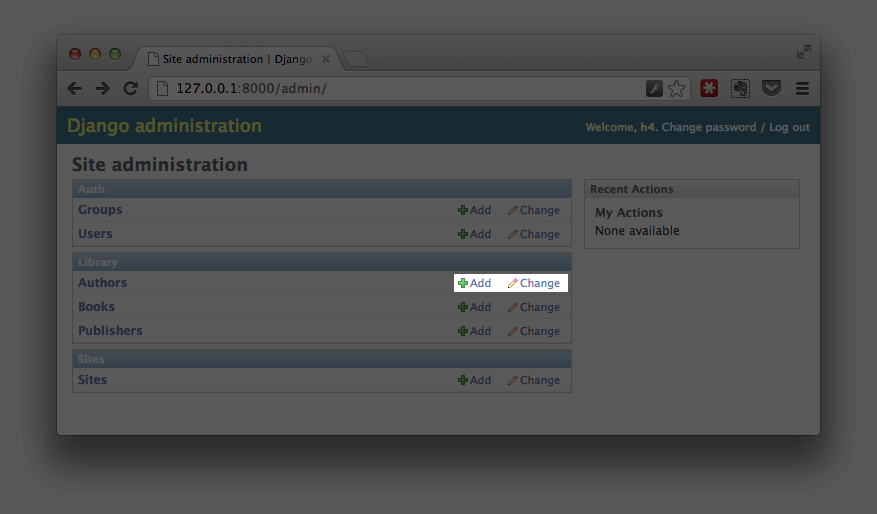 Site administration | Django
127.0.0.1:8000/admin/
Django administration
Welcome, h4. Change password / Log out
Site administration
Auth
Groups Add Change
Users Add Change
Library
Authors Add Change
Books Add Change
Publishers Add Change
Sites
Sites Add Change
Recent Actions
My Actions
None available